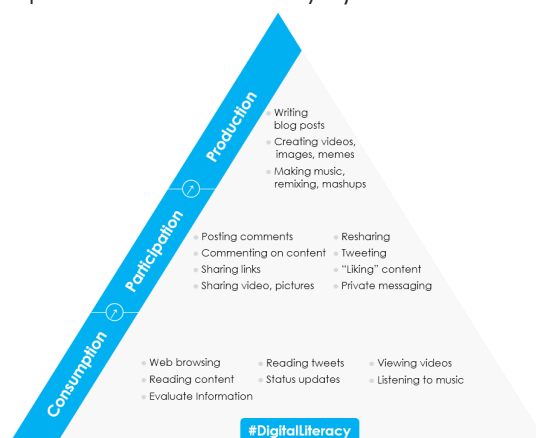 Production
Writing
blog posts
Creating videos,
images, memes
Making music,
remixing, mashups
Participation
Posting comments
Commenting on content
Sharing links
Sharing video, pictures
Resharing
Tweeting
"Liking" content
Private messaging
Consumption
Web browsing
Reading content
Evaluate Information
Reading tweets
Status updates
Viewing videos
Listening to music
#DigitalLiteracy